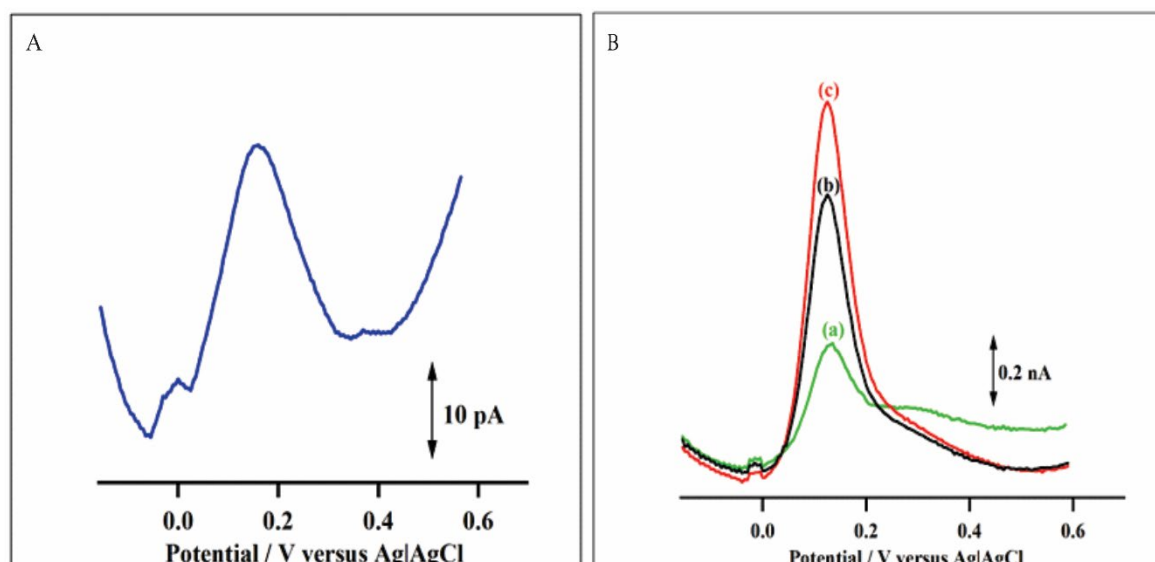 A
10 pA
0.0 0.2 0.4 0.6
Potential / V versus Ag|AgCl
B
(c)
(b)
(a)
0.2 nA
0.0 0.2 0.4 0.6
Potential / V versus Ag|AgCl